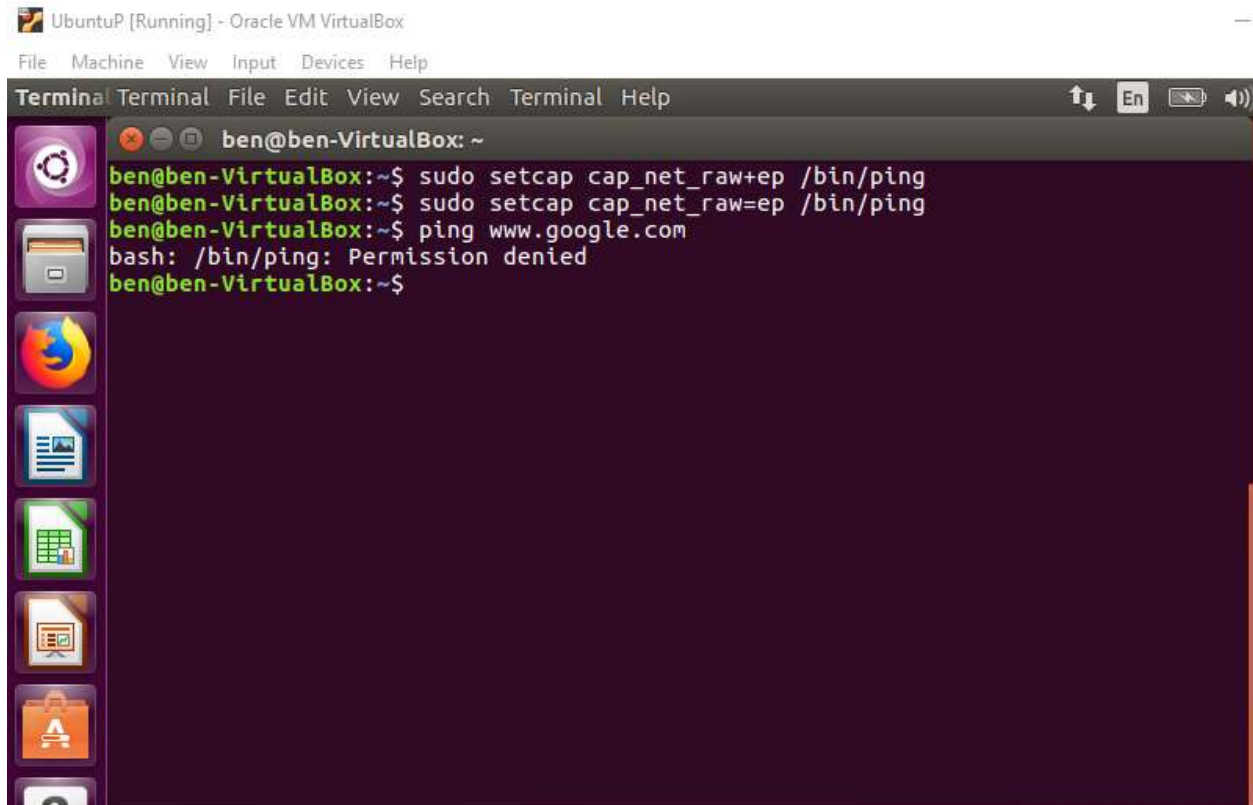 UbuntuP [Running] - Oracle VM VirtualBox
File Machine View Input Devices Help
Terminal Terminal File Edit View Search Terminal Help En
ben@ben-VirtualBox: ~
ben@ben-VirtualBox:~$ sudo setcap cap_net_raw+ep /bin/ping
ben@ben-VirtualBox:~$ sudo setcap cap_net_raw=ep /bin/ping
ben@ben-VirtualBox:~$ ping www.google.com
bash: /bin/ping: Permission denied
ben@ben-VirtualBox:~$